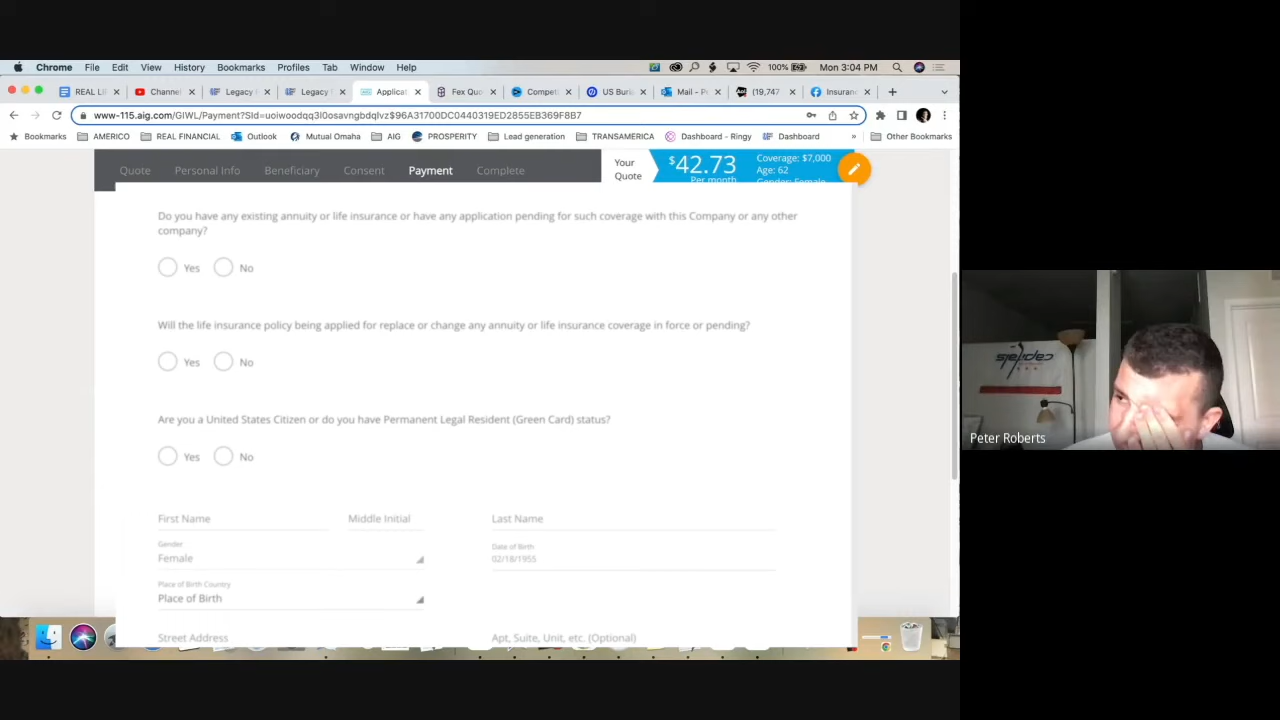 Chrome File Edit View History Bookmarks Profiles Tab Window Help 100% Mon 3:04 PM
REAL LI Channel Legacy Legacy Applicat Fex Quo Compet US Buri Mail - P (19,747 Insuranc
www-115.aig.com/GIWL/Payment?SId=uoiwoodqq3l0osavngbdqlvz$96A31700DC0440319ED2855EB369F8B7
Bookmarks AMERICO REAL FINANCIAL Outlook Mutual Omaha AIG PROSPERITY Lead generation TRANSAMERICA Dashboard - Ringy Dashboard » Other Bookmarks
Quote Personal Info Beneficiary Consent Payment Complete
Your
Quote
$42.73
Per month
Coverage: $7,000
Age: 62
Gender: Female
Do you have any existing annuity or life insurance or have any application pending for such coverage with this Company or any other
company?
Yes No
Will the life insurance policy being applied for replace or change any annuity or life insurance coverage in force or pending?
Yes No
Are you a United States Citizen or do you have Permanent Legal Resident (Green Card) status?
Yes No
First Name Middle Initial Last Name
Gender
Female
Date of Birth
02/18/1955
Place of Birth Country
Place of Birth
Street Address Apt, Suite, Unit, etc. (Optional)
capitals
Peter Roberts